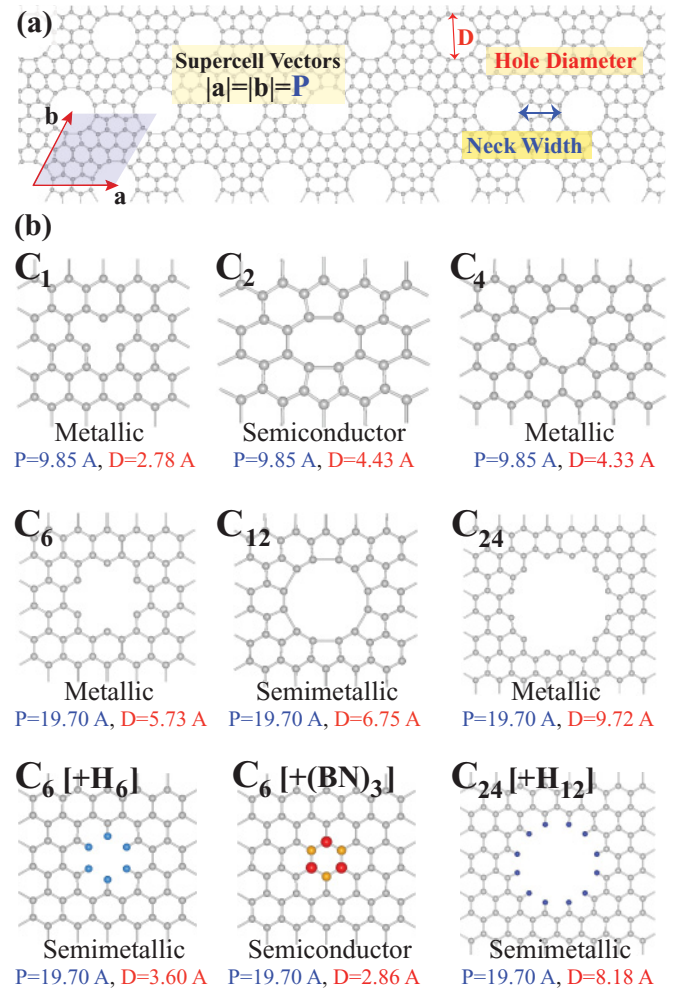 (a)
D
Supercell Vectors
|a|=|b|=P
Hole Diameter
b
Neck Width
a
(b)
C1
C2
C4
Metallic
Semiconductor
Metallic
P=9.85 A, D=2.78 A
P=9.85 A, D=4.43 A
P=9.85 A, D=4.33 A
C6
C12
C24
Metallic
Semimetallic
Metallic
P=19.70 A, D=5.73 A
P=19.70 A, D=6.75 A
P=19.70 A, D=9.72 A
C6 [+H6]
C6 [+(BN)3]
C24 [+H12]
Semimetallic
Semiconductor
Semimetallic
P=19.70 A, D=3.60 A
P=19.70 A, D=2.86 A
P=19.70 A, D=8.18 A